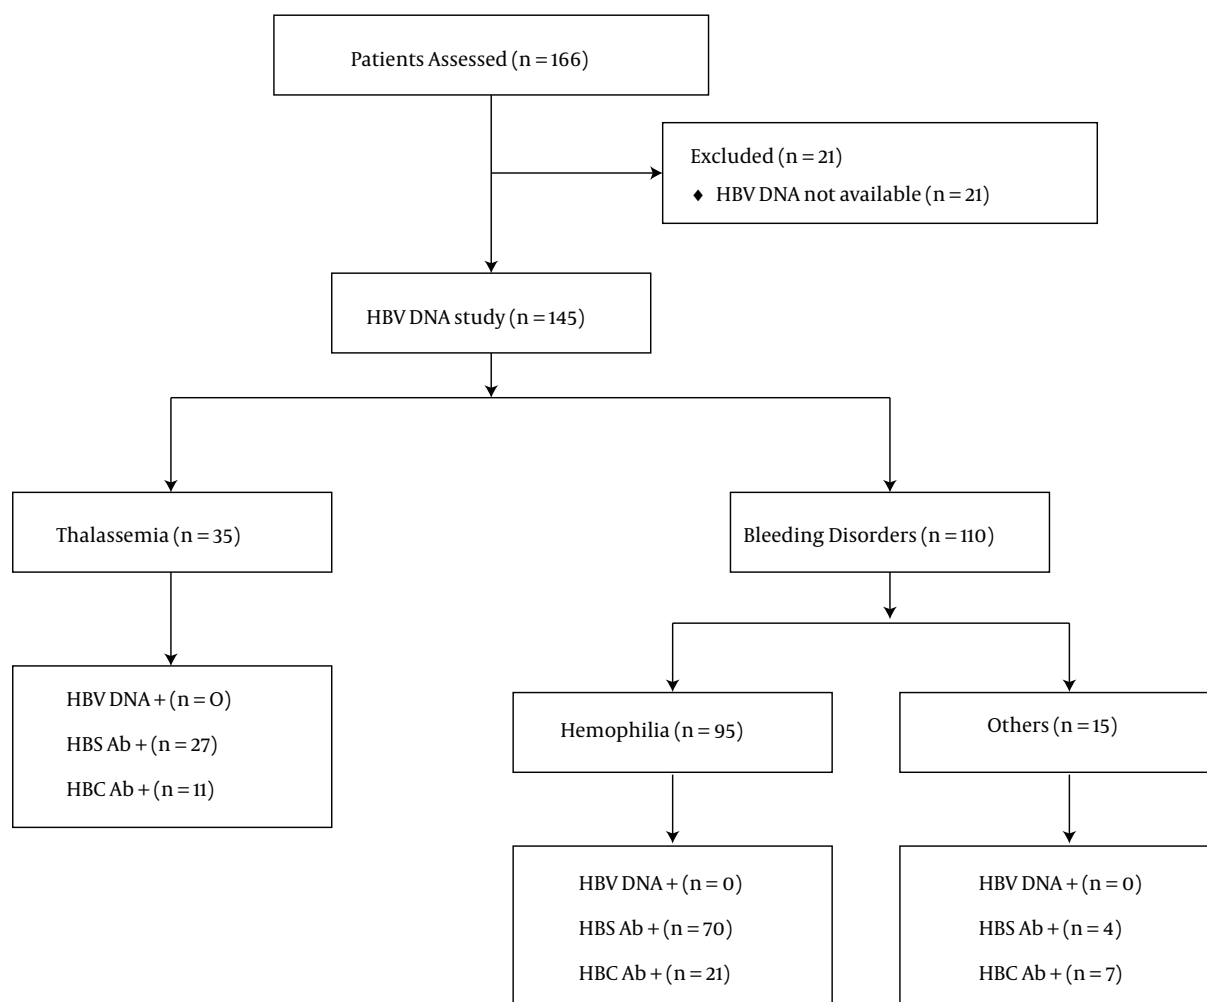 Patients Assessed (n = 166)
Excluded (n = 21)
♦ HBV DNA not available (n = 21)
HBV DNA study (n = 145)
Thalassemia (n = 35)
Bleeding Disorders (n = 110)
HBV DNA + (n = O)
HBS Ab + (n = 27)
HBC Ab + (n = 11)
Hemophilia (n = 95)
Others (n = 15)
HBV DNA + (n = 0)
HBS Ab + (n = 70)
HBC Ab + (n = 21)
HBV DNA + (n = 0)
HBS Ab + (n = 4)
HBC Ab + (n = 7)